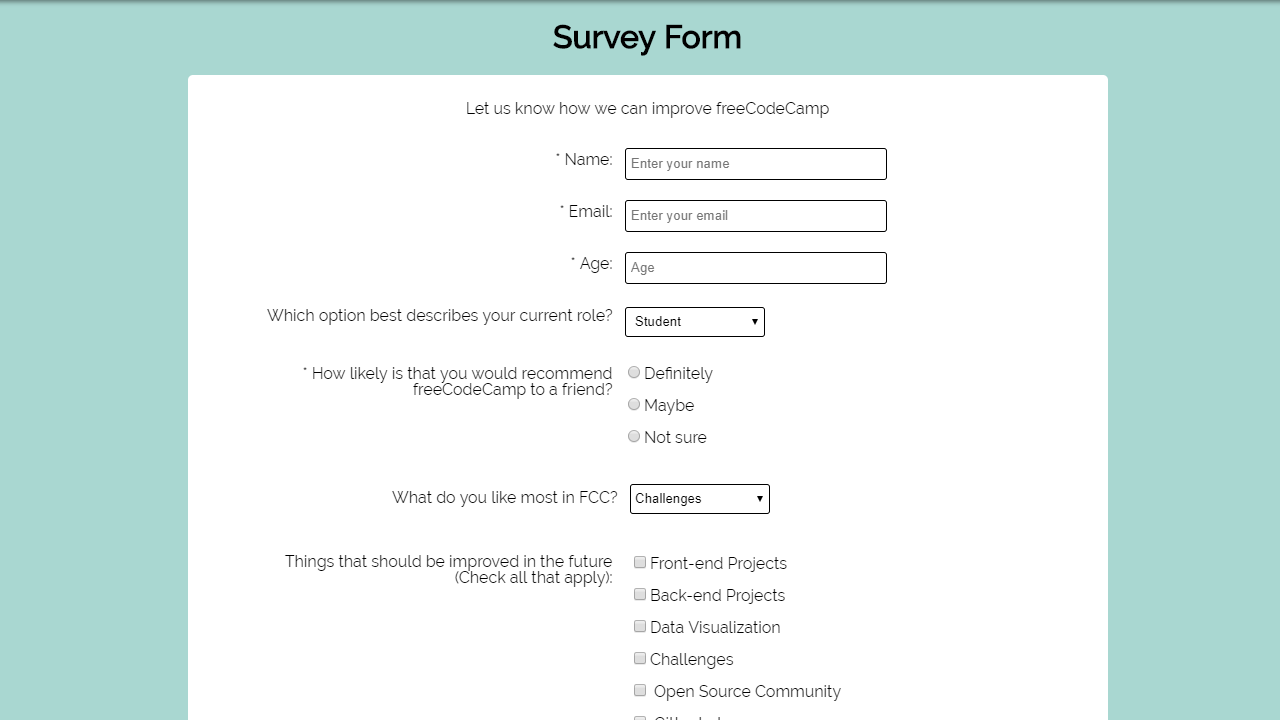 Survey Form
Let us know how we can improve freeCodeCamp
* Name:
Enter your name
* Email:
Enter your email
* Age:
Age
Which option best describes your current role?
Student
* How likely is that you would recommend
freeCodeCamp to a friend?
Definitely
Maybe
Not sure
What do you like most in FCC?
Challenges
Things that should be improved in the future
(Check all that apply):
Front-end Projects
Back-end Projects
Data Visualization
Challenges
Open Source Community